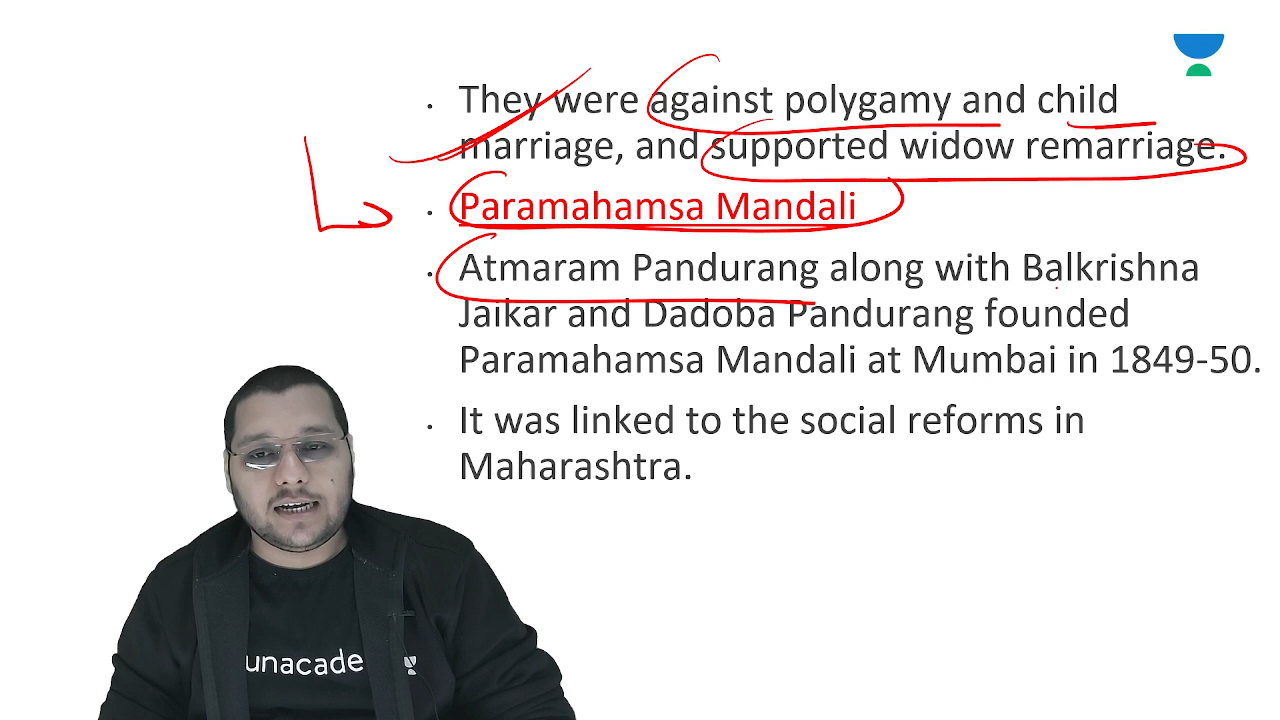 They were against polygamy and child
marriage, and supported widow remarriage.
Paramahamsa Mandali
Atmaram Pandurang along with Balkrishna
Jaikar and Dadoba Pandurang founded
Paramahamsa Mandali at Mumbai in 1849-50.
It was linked to the social reforms in
Maharashtra.
unacade